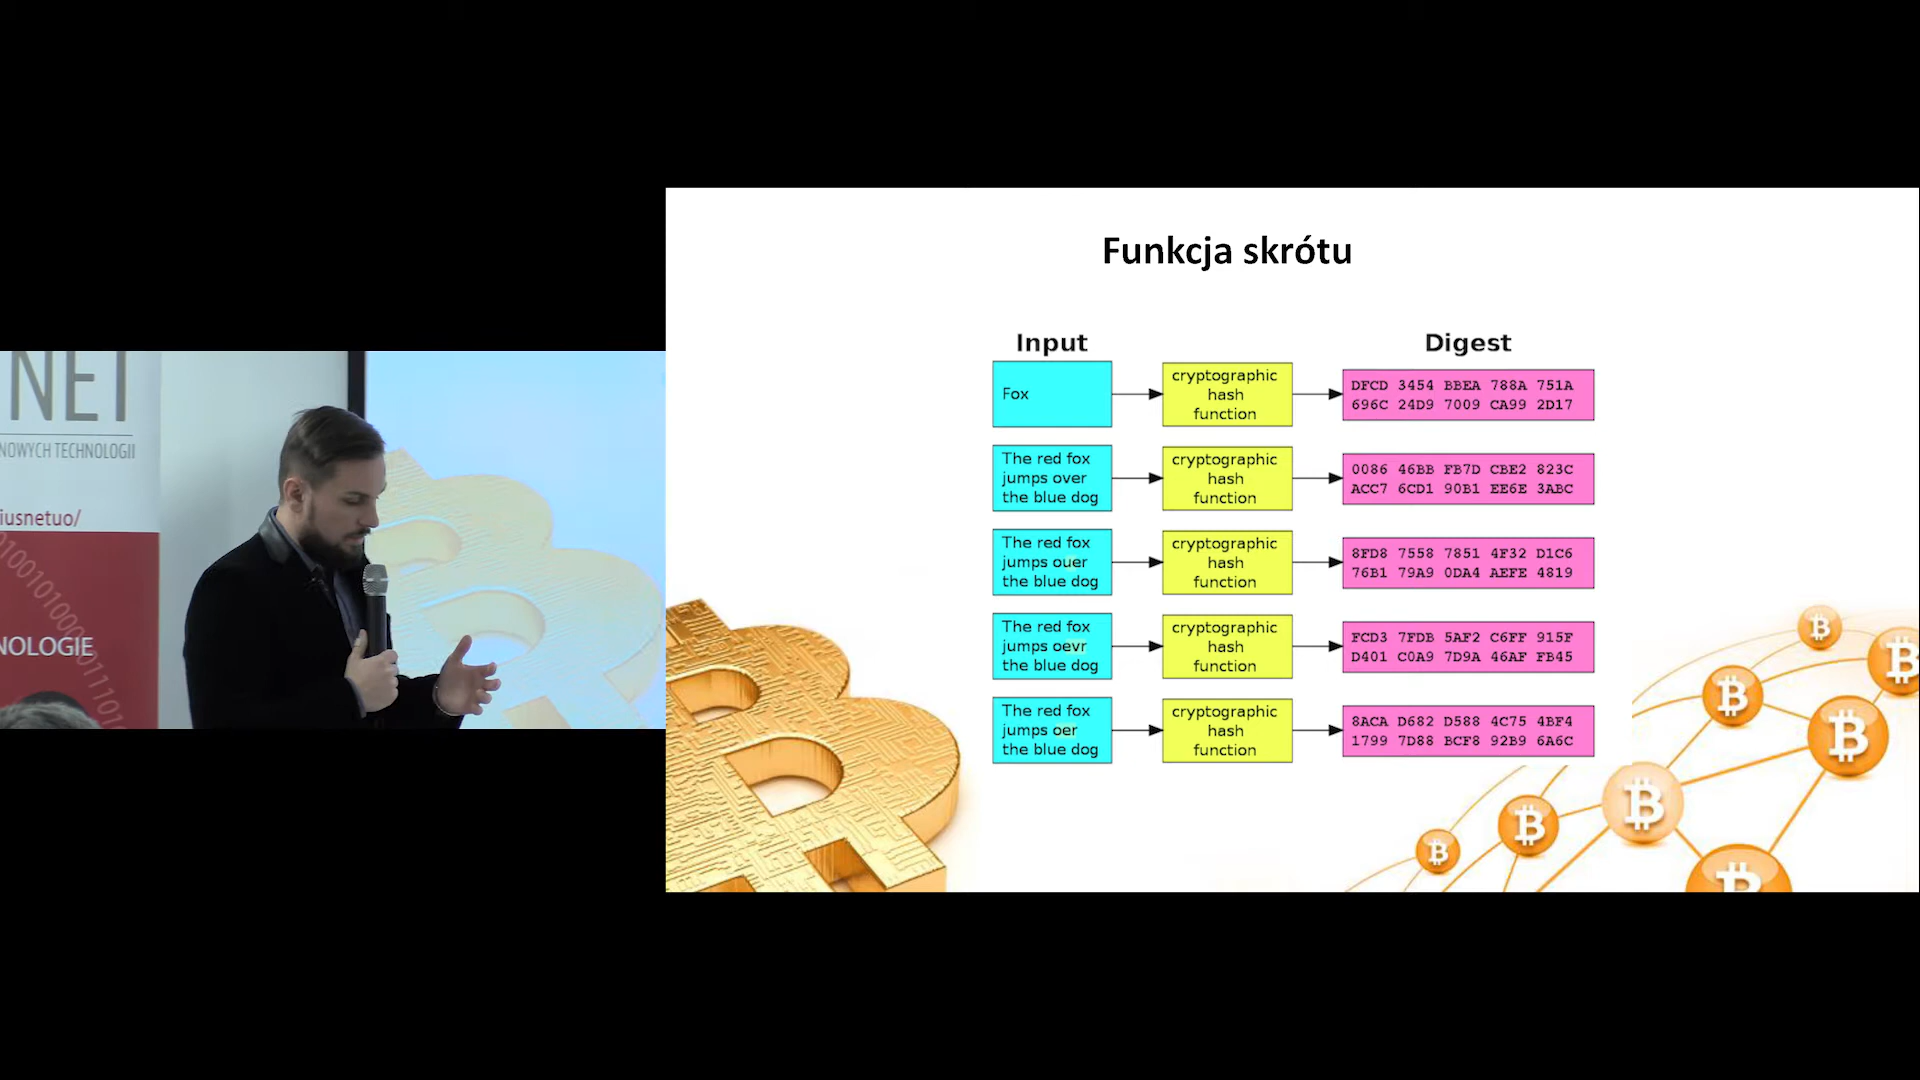 NET
NOWYCH TECHNOLOGII
iusnetuo/
NOLOGIE
Funkcja skrótu
Input
Digest
Fox
cryptographic
hash
function
DFCD 3454 BBEA 788A 751A
696C 24D9 7009 CA99 2D17
The red fox
jumps over
the blue dog
cryptographic
hash
function
0086 46BB FB7D CBE2 823C
ACC7 6CD1 90B1 EE6E 3ABC
The red fox
jumps ouer
the blue dog
cryptographic
hash
function
8FD8 7558 7851 4F32 D1C6
76B1 79A9 0DA4 AEFE 4819
The red fox
jumps oevr
the blue dog
cryptographic
hash
function
FCD3 7FDB 5AF2 C6FF 915F
D401 C0A9 7D9A 46AF FB45
The red fox
jumps oer
the blue dog
cryptographic
hash
function
8ACA D682 D588 4C75 4BF4
1799 7D88 BCF8 92B9 6A6C